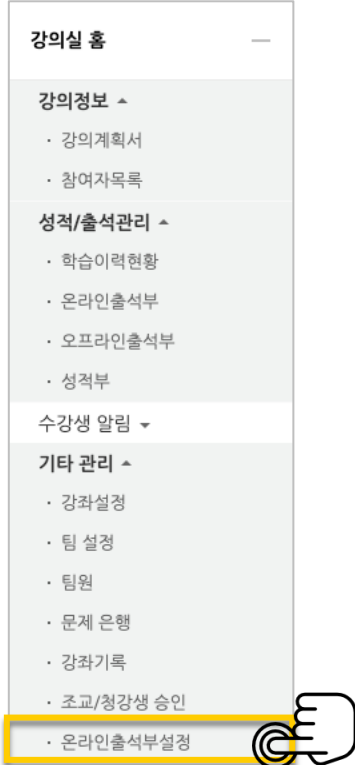 강의실 홈
강의정보
· 강의계획서
· 참여자목록
성적/출석관리
· 학습이력현황
· 온라인출석부
· 오프라인출석부
· 성적부
수강생 알림
기타 관리
· 강좌설정
· 팀 설정
· 팀원
· 문제 은행
· 강좌기록
· 조교/청강생 승인
· 온라인출석부설정